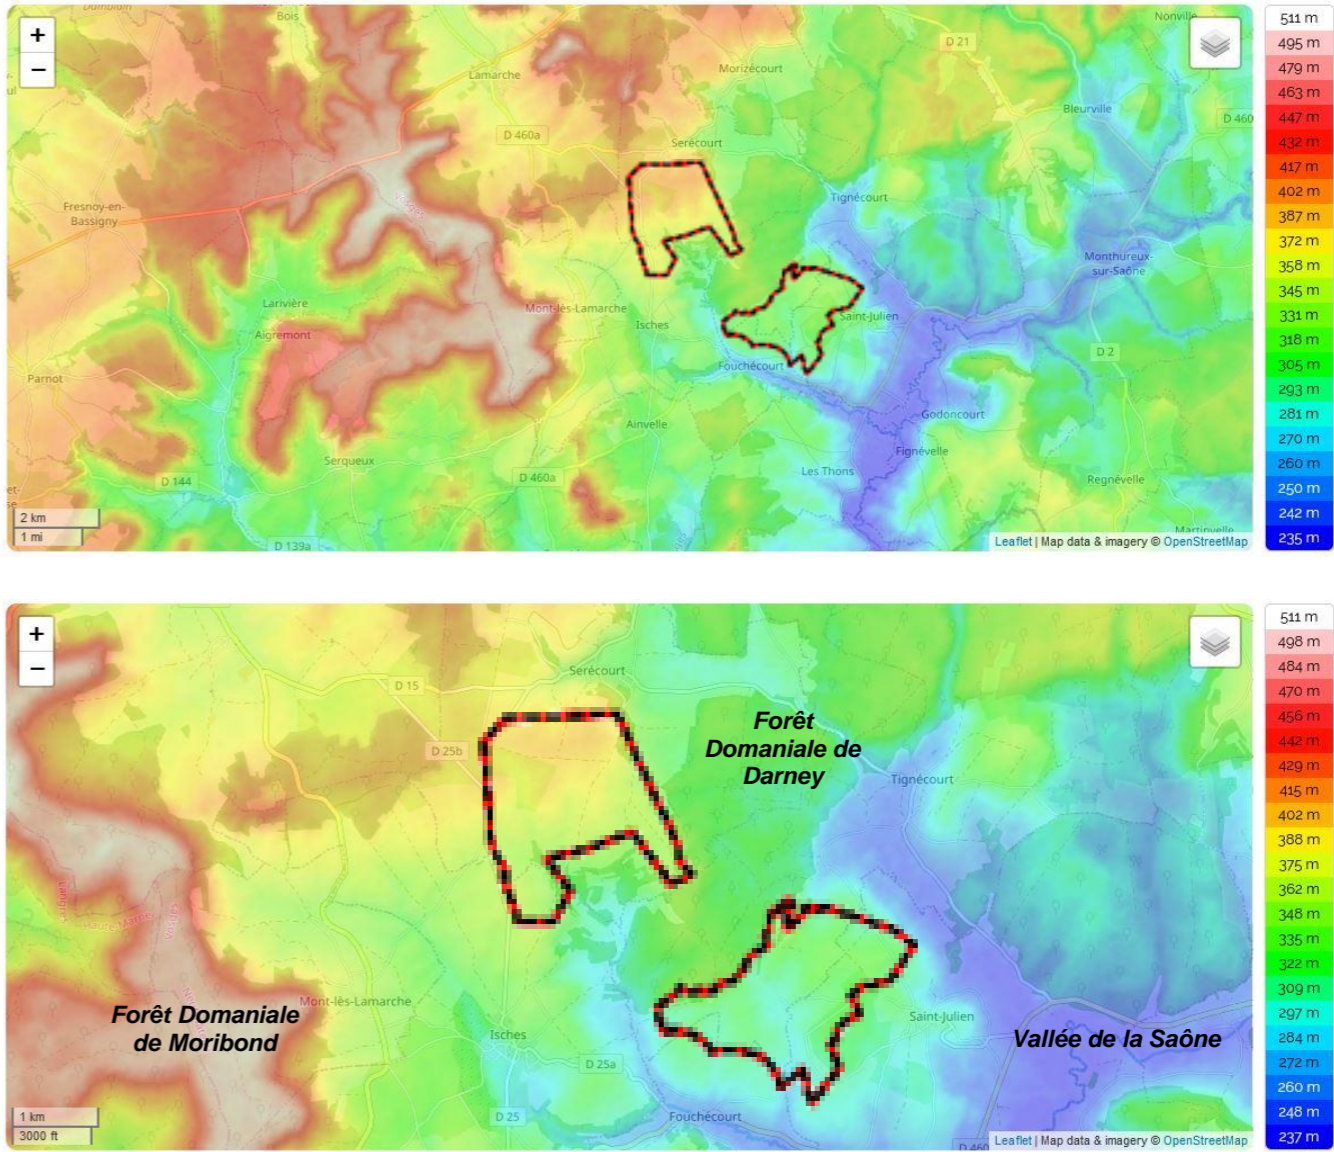 Damblain
Bois
Nonville
+
−
D 21
Lamarche
Morizécourt
Bleurville
D 460a
D 460
Serécourt
Fresnoy-en-
Bassigny
Vosges
Tignécourt
Monthureux-
sur-Saône
Larivière
Mont-lès-Lamarche
Saint-Julien
Isches
Aigremont
D 2
Parnot
Fouchécourt
Godoncourt
Ainvelle
Fignévelle
Serqueux
Les Thons
D 144
D 460a
Regnévelle
2 km
1 mi
D 139a
Martinvelle
Leaflet | Map data & imagery © OpenStreetMap
511 m
495 m
479 m
463 m
447 m
432 m
417 m
402 m
387 m
372 m
358 m
345 m
331 m
318 m
305 m
293 m
281 m
270 m
260 m
250 m
242 m
235 m
+
−
Serécourt
D 15
Forêt
Domaniale de
Darney
D 25b
Tignécourt
Haute-Marne
Vosges
Mont-lès-Lamarche
Forêt Domaniale
de Moribond
Isches
Saint-Julien
Vallée de la Saône
D 25a
D 25
Fouchécourt
1 km
3000 ft
D 460
Leaflet | Map data & imagery © OpenStreetMap
511 m
498 m
484 m
470 m
456 m
442 m
429 m
415 m
402 m
388 m
375 m
362 m
348 m
335 m
322 m
309 m
297 m
284 m
272 m
260 m
248 m
237 m